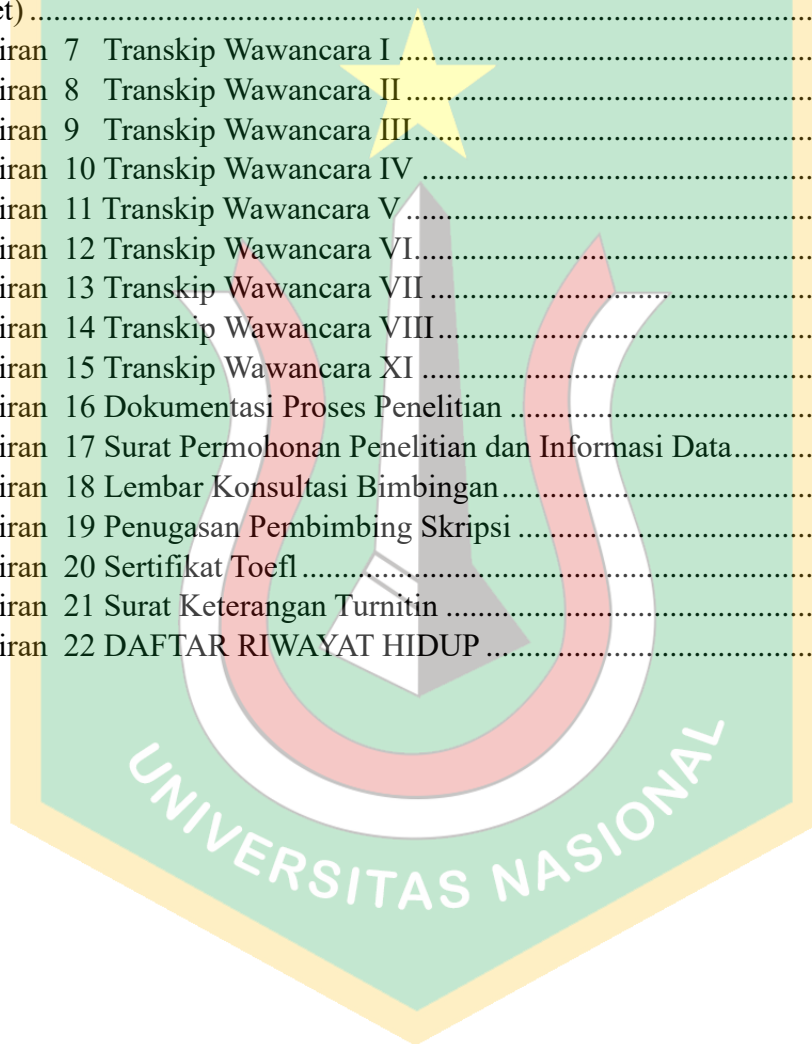 et) ........................................................................................................
iran 7 Transkip Wawancara I ....................................................
iran 8 Transkip Wawancara II ...................................................
iran 9 Transkip Wawancara III ..................................................
iran 10 Transkip Wawancara IV ..................................................
iran 11 Transkip Wawancara V ...................................................
iran 12 Transkip Wawancara VI ..................................................
iran 13 Transkip Wawancara VII .................................................
iran 14 Transkip Wawancara VIII ................................................
iran 15 Transkip Wawancara XI ..................................................
iran 16 Dokumentasi Proses Penelitian .......................................
iran 17 Surat Permohonan Penelitian dan Informasi Data..........
iran 18 Lembar Konsultasi Bimbingan........................................
iran 19 Penugasan Pembimbing Skripsi ......................................
iran 20 Sertifikat Toefl .................................................................
iran 21 Surat Keterangan Turnitin ...............................................
iran 22 DAFTAR RIWAYAT HIDUP ..........................................
UNIVERSITAS NASIONAL